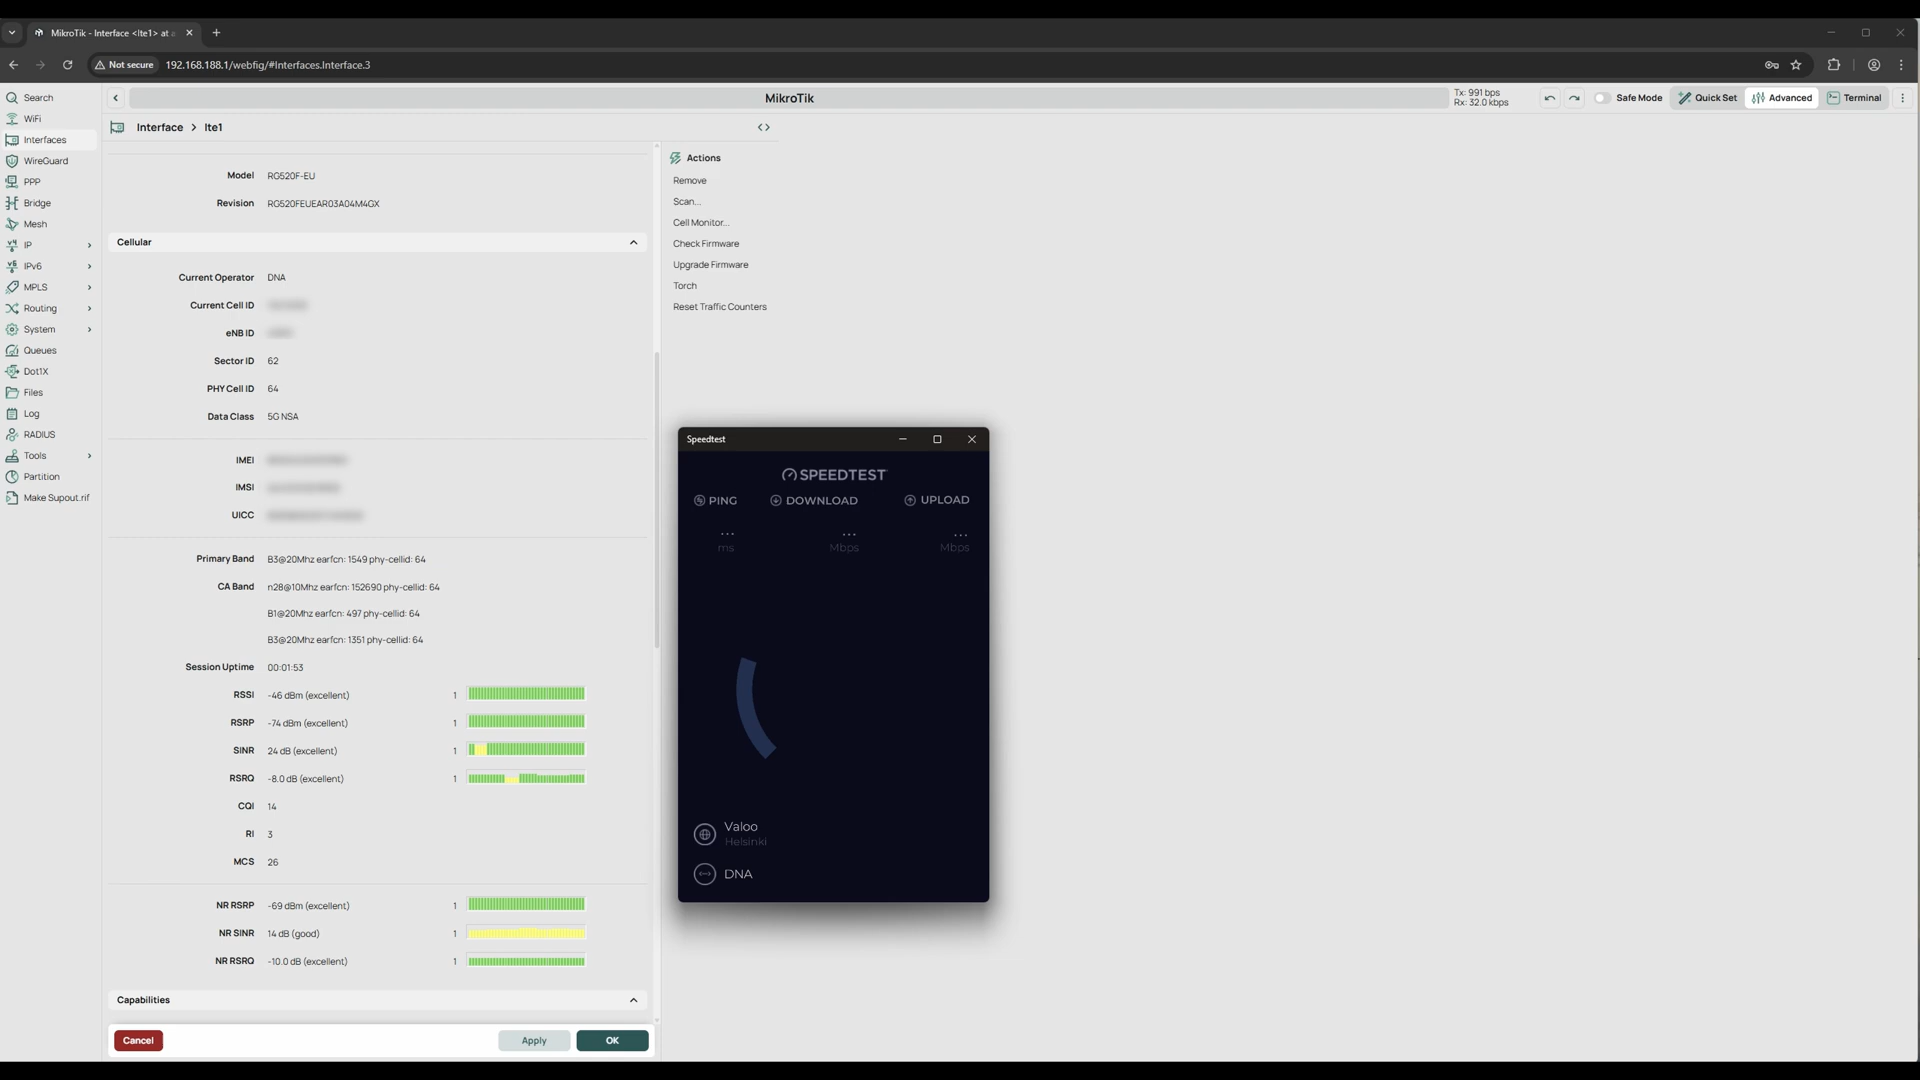 MikroTik - Interface <lte1> at a
Not secure
192.168.188.1/webfig/#Interfaces.Interface.3
Search
WiFi
Interfaces
WireGuard
PPP
Bridge
Mesh
IP
IPv6
MPLS
Routing
System
Queues
Dot1X
Files
Log
RADIUS
Tools
Partition
Make Supout.rif
MikroTik
Tx: 991 bps
Rx: 32.0 kbps
Safe Mode
Quick Set
Advanced
Terminal
Interface > lte1
Model RG520F-EU
Revision RG520FEUEAR03A04M4GX
Cellular
Current Operator DNA
Current Cell ID
eNB ID
Sector ID 62
PHY Cell ID 64
Data Class 5G NSA
IMEI
IMSI
UICC
Primary Band B3@20Mhz earfcn: 1549 phy-cellid: 64
CA Band n28@10Mhz earfcn: 152690 phy-cellid: 64
B1@20Mhz earfcn: 497 phy-cellid: 64
B3@20Mhz earfcn: 1351 phy-cellid: 64
Session Uptime 00:01:53
RSSI -46 dBm (excellent) 1
RSRP -74 dBm (excellent) 1
SINR 24 dB (excellent) 1
RSRQ -8.0 dB (excellent) 1
CQI 14
RI 3
MCS 26
NR RSRP -69 dBm (excellent) 1
NR SINR 14 dB (good) 1
NR RSRQ -10.0 dB (excellent) 1
Capabilities
Cancel
Apply
OK
Actions
Remove
Scan...
Cell Monitor...
Check Firmware
Upgrade Firmware
Torch
Reset Traffic Counters
Speedtest
SPEEDTEST
PING DOWNLOAD UPLOAD
... ... ...
ms Mbps Mbps
Valoo
Helsinki
DNA